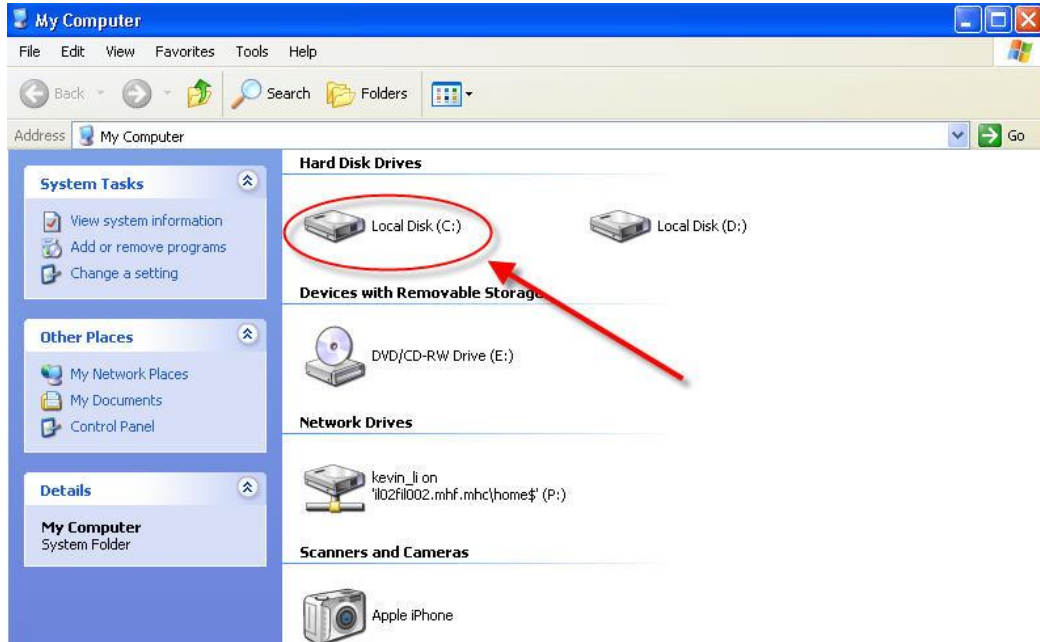 My Computer
File Edit View Favorites Tools Help
Back Search Folders
Address My Computer Go
System Tasks
View system information
Add or remove programs
Change a setting
Other Places
My Network Places
My Documents
Control Panel
Details
My Computer
System Folder
Hard Disk Drives
Local Disk (C:) Local Disk (D:)
Devices with Removable Storage
DVD/CD-RW Drive (E:)
Network Drives
kevin_li on
'il02fil002.mhf.mhc\home$' (P:)
Scanners and Cameras
Apple iPhone